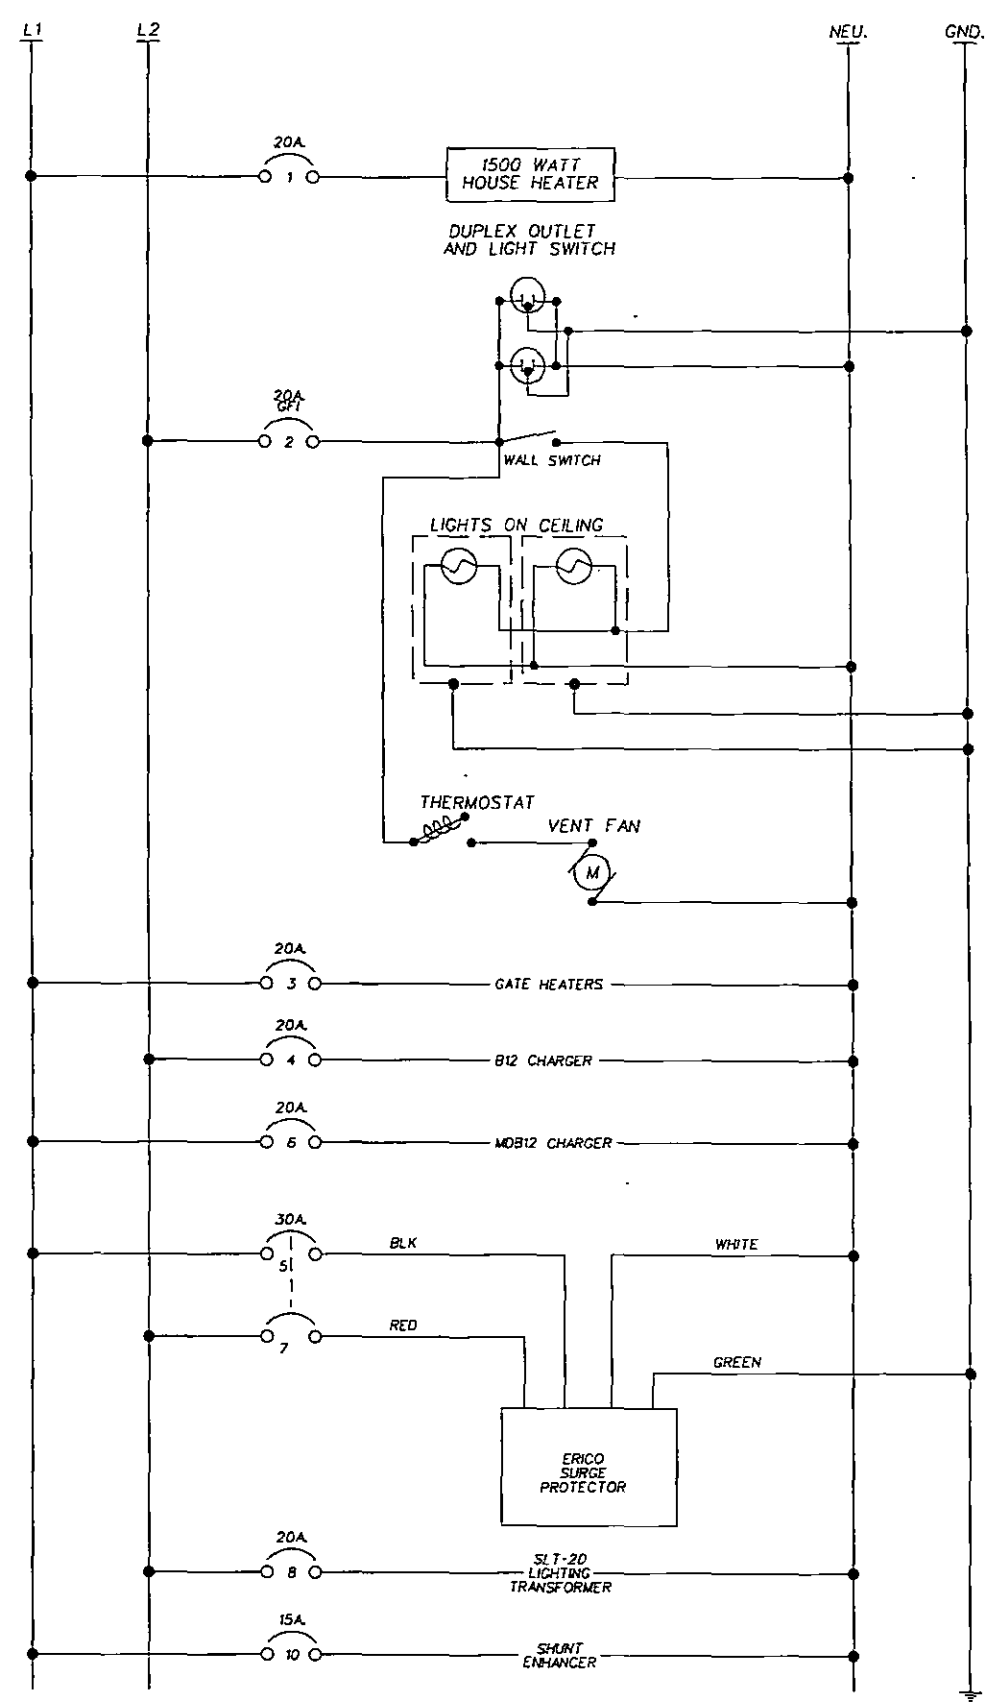 L1 L2 NEU. GND.
20A.
1
1500 WATT
HOUSE HEATER
DUPLEX OUTLET
AND LIGHT SWITCH
20A.
GFI
2
WALL SWITCH
LIGHTS ON CEILING
THERMOSTAT
VENT FAN
M
20A.
3
GATE HEATERS
20A.
4
B12 CHARGER
20A.
6
MDB12 CHARGER
30A.
5
BLK
WHITE
7
RED
GREEN
ERICO
SURGE
PROTECTOR
20A.
8
SLT-20
LIGHTING
TRANSFORMER
15A.
10
SHUNT
ENHANCER